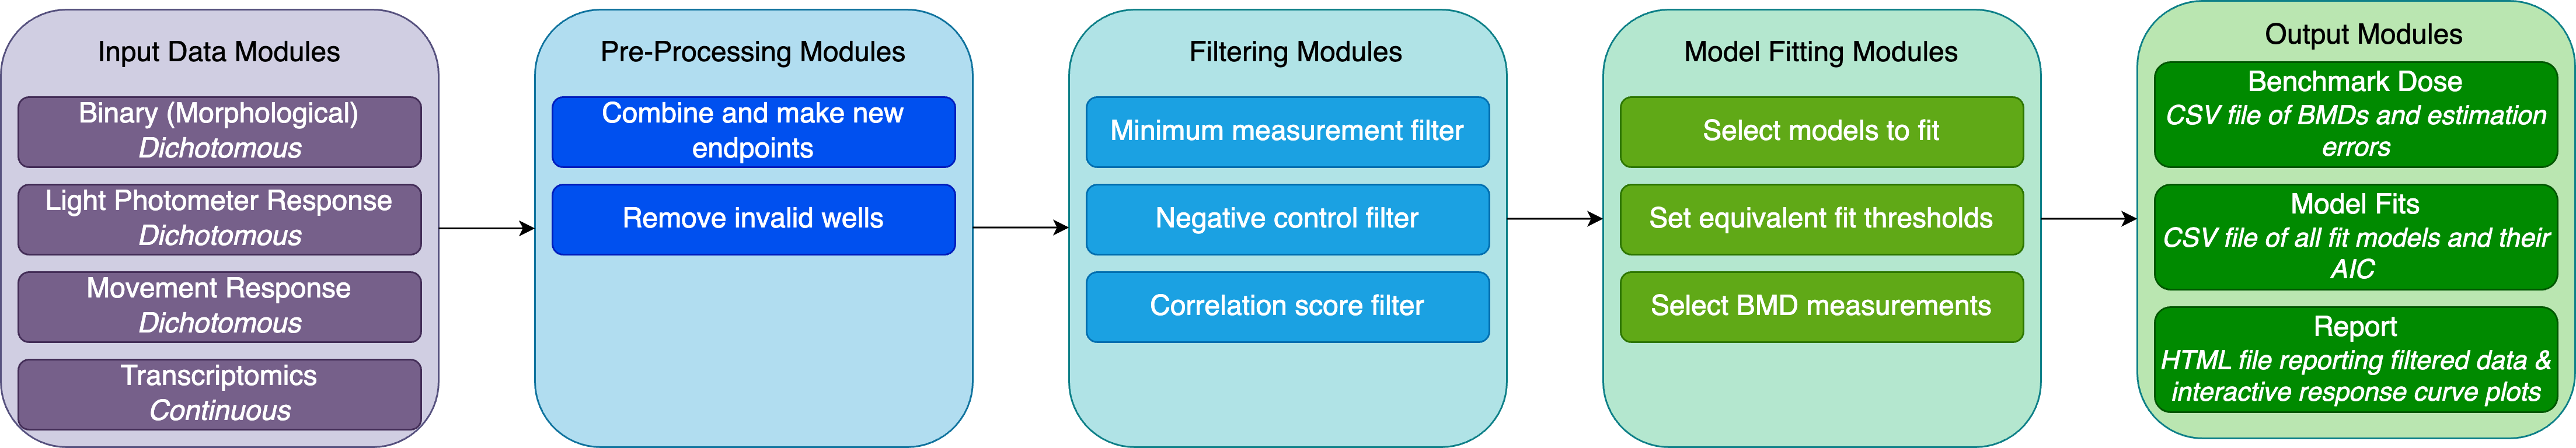 Input Data Modules
Binary (Morphological)
Dichotomous
Light Photometer Response
Dichotomous
Movement Response
Dichotomous
Transcriptomics
Continuous
Pre-Processing Modules
Combine and make new
endpoints
Remove invalid wells
Filtering Modules
Minimum measurement filter
Negative control filter
Correlation score filter
Model Fitting Modules
Select models to fit
Set equivalent fit thresholds
Select BMD measurements
Output Modules
Benchmark Dose
CSV file of BMDs and estimation
errors
Model Fits
CSV file of all fit models and their
AIC
Report
HTML file reporting filtered data &
interactive response curve plots